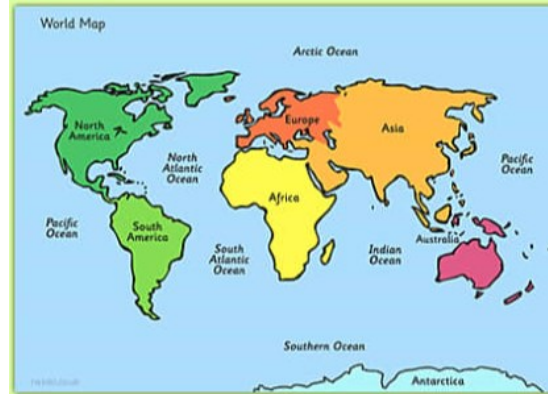 World Map
Arctic Ocean
North
America
Europe
Asia
North
Atlantic
Ocean
Pacific
Ocean
Africa
Pacific
Ocean
South
America
South
Atlantic
Ocean
Indian
Ocean
Australia
Southern Ocean
Antarctica